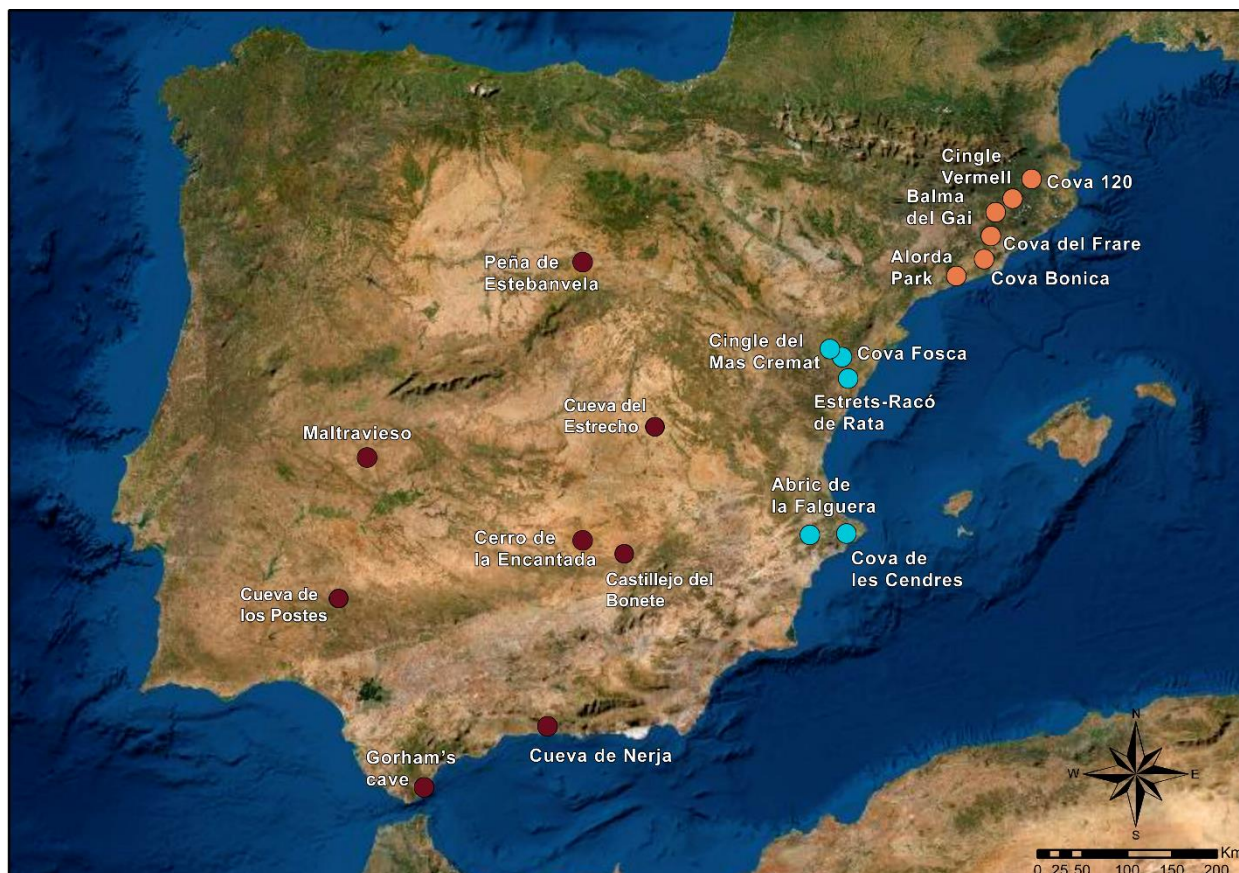 Cingle
Vermell
Cova 120
Balma
del Gai
Cova del Frare
Alorda
Park
Cova Bonica
Peña de
Estebanvela
Cingle del
Mas Cremat
Cova Fosca
Estrets-Racó
de Rata
Cueva del
Estrecho
Maltravieso
Abric de
la Falguera
Cerro de
la Encantada
Castillejo del
Bonete
Cova de
les Cendres
Cueva de
los Postes
Cueva de Nerja
Gorham's
cave
N
W
E
S
Km
0 25 50 100 150 200